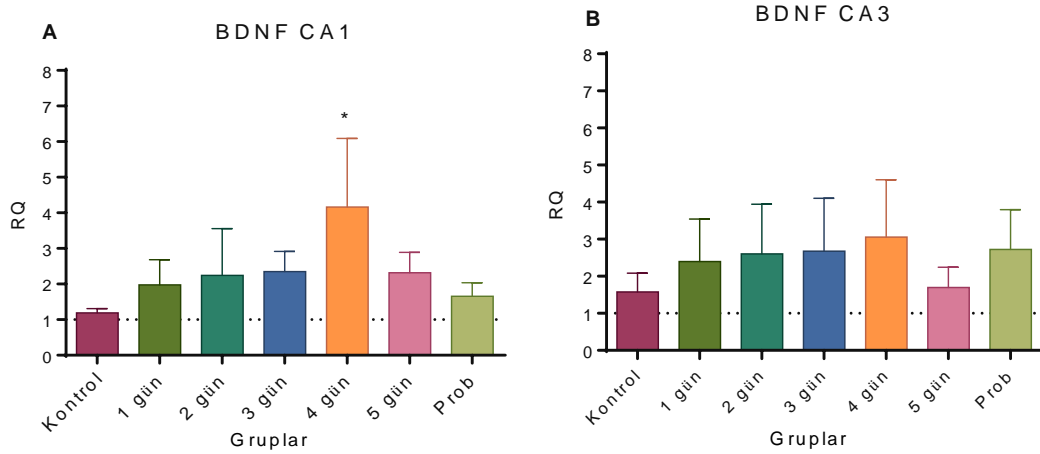 A
BDNF CA1
8
7
6
5
4
3
2
1
0
RQ
*
Kontrol
1 gün
2 gün
3 gün
4 gün
5 gün
Prob
Gruplar
B
BDNF CA3
8
7
6
5
4
3
2
1
0
RQ
Kontrol
1 gün
2 gün
3 gün
4 gün
5 gün
Prob
Gruplar